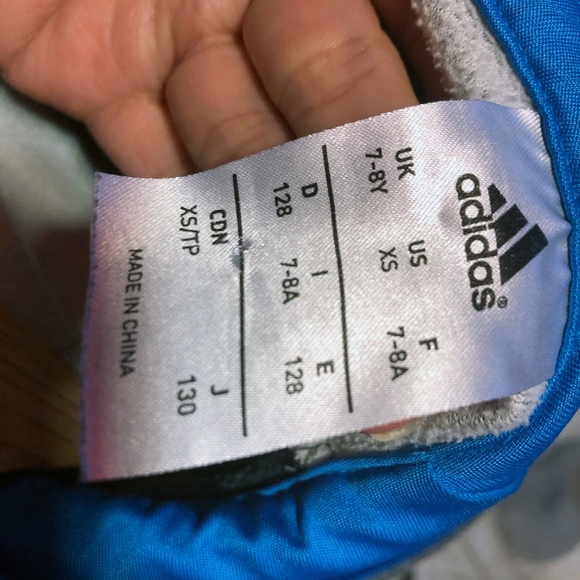 adidas®
UK US F
7-8Y XS 7-8A
D I E
128 7-8A 128
CDN J
XS/TP 130
MADE IN CHINA